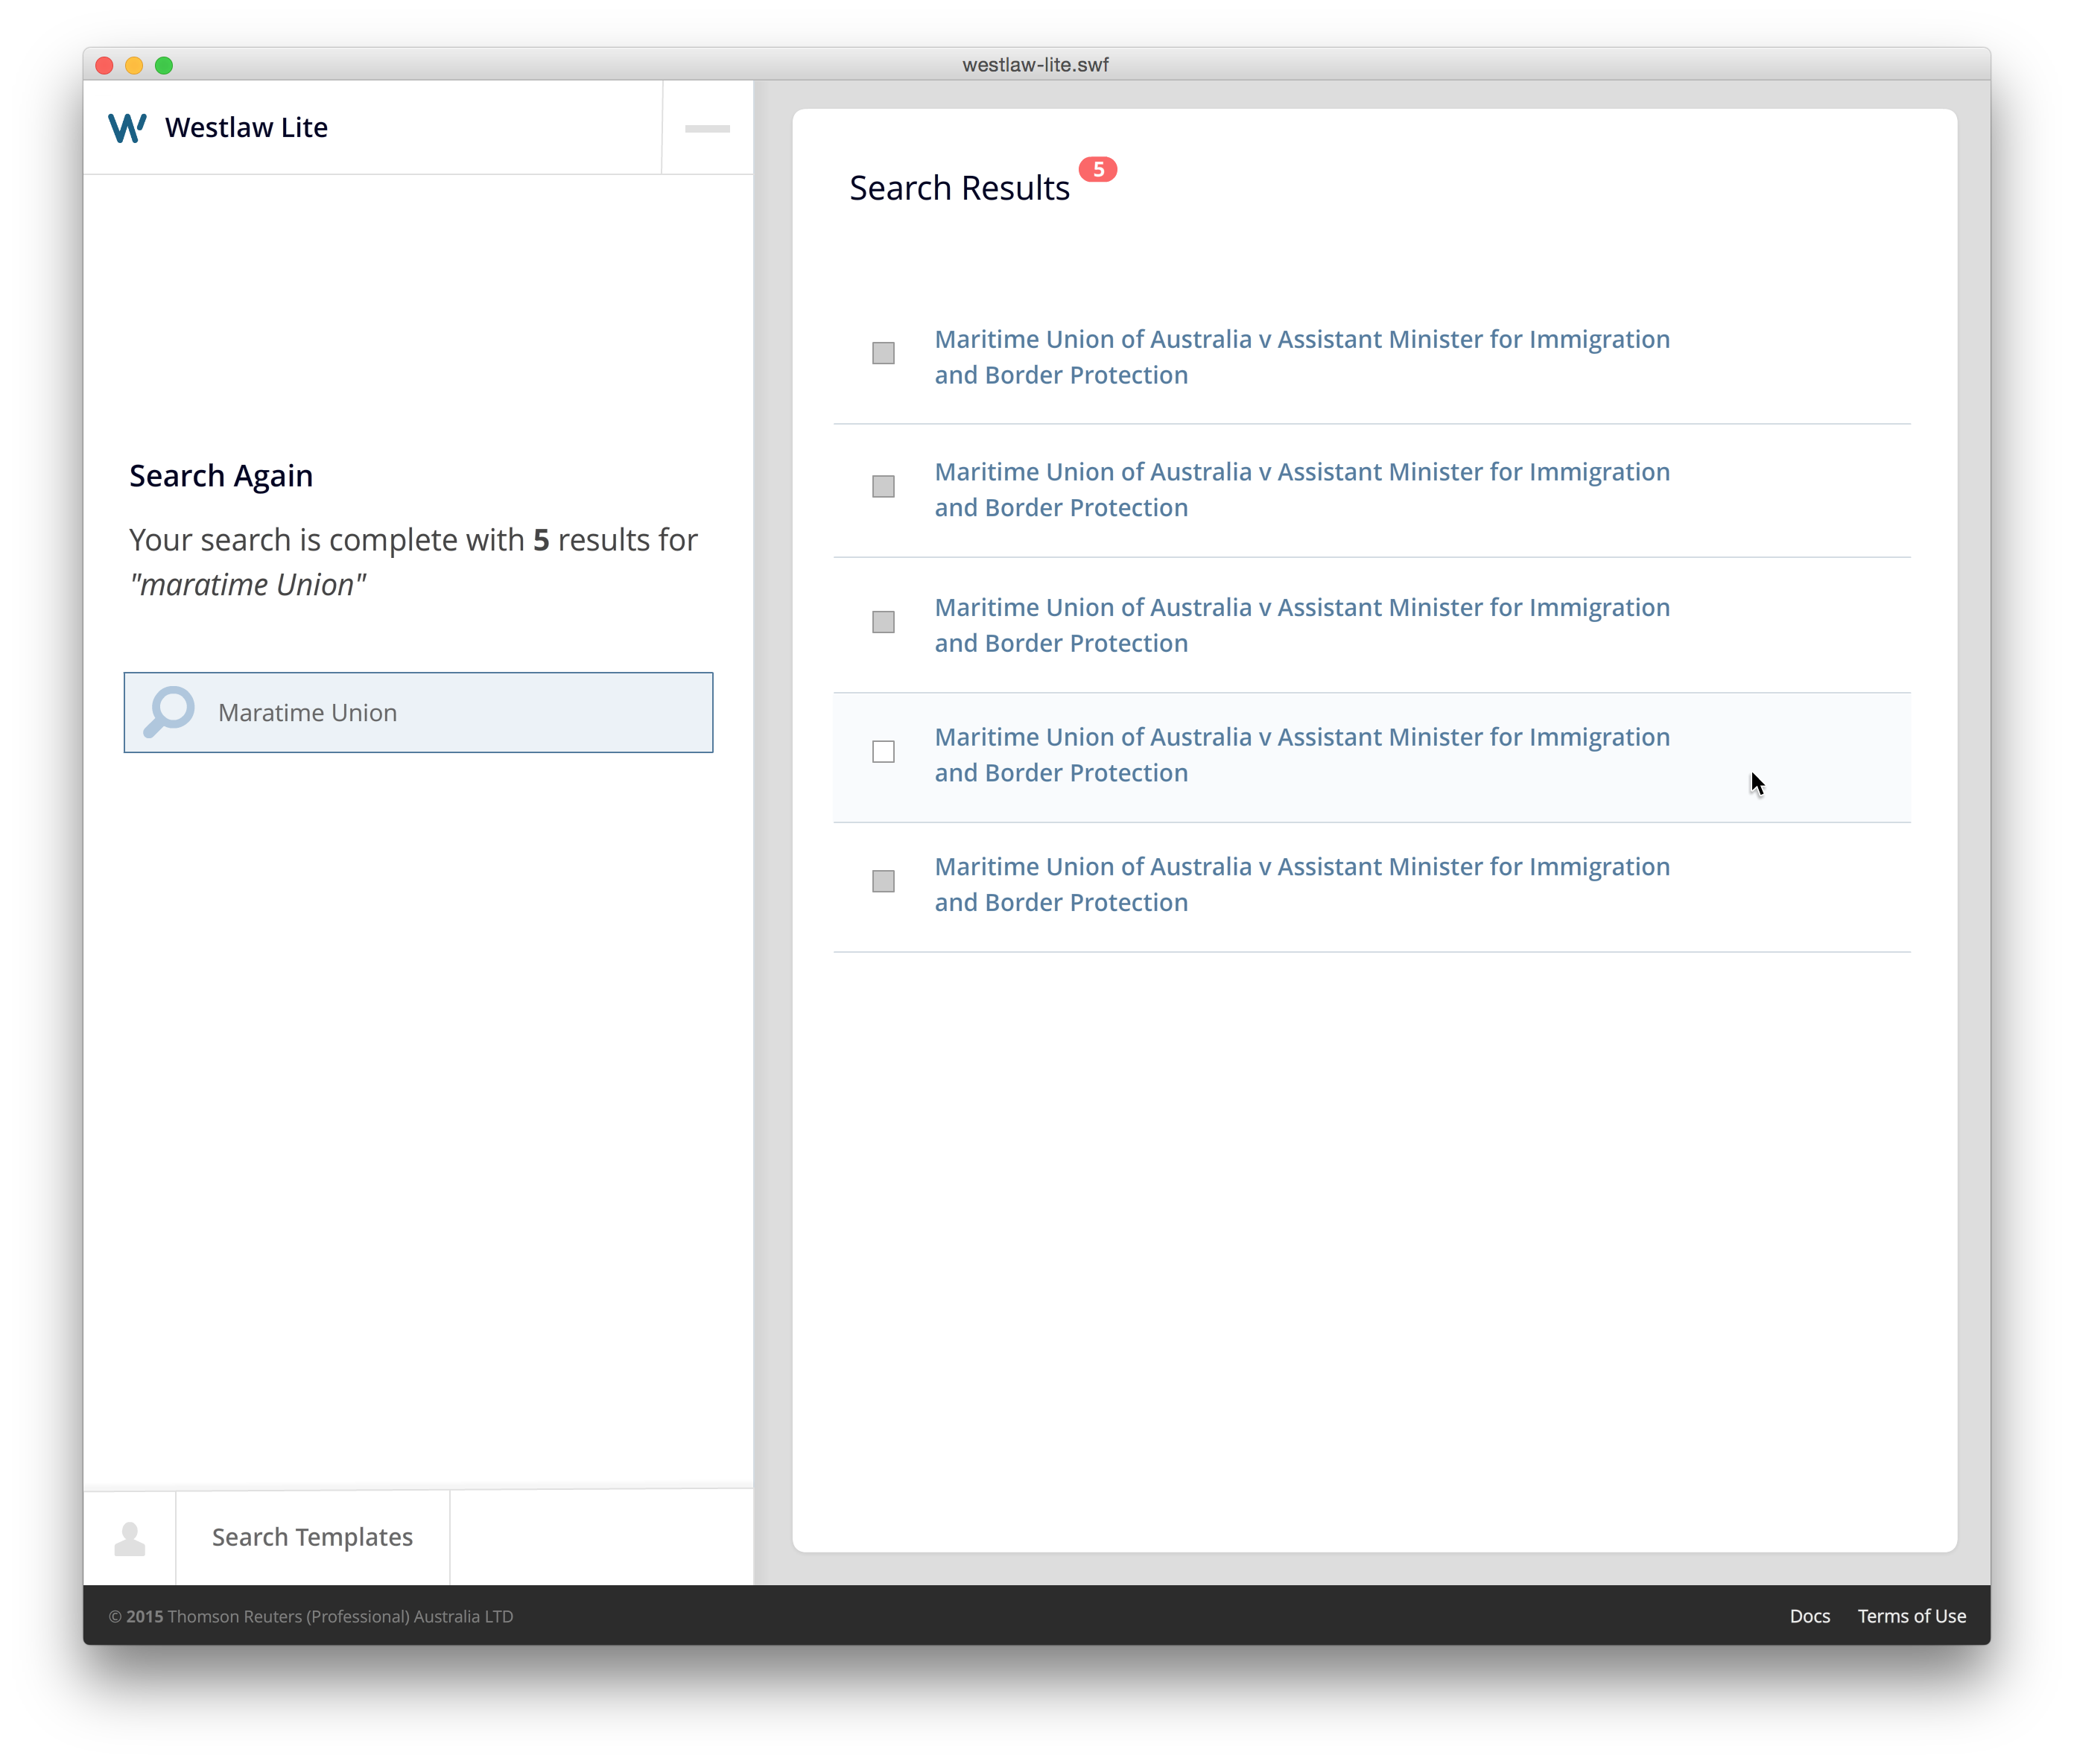 westlaw-lite.swf
Westlaw Lite
Search Again
Your search is complete with 5 results for
"maratime Union"
Maratime Union
Search Templates
Search Results 5
Maritime Union of Australia v Assistant Minister for Immigration
and Border Protection
Maritime Union of Australia v Assistant Minister for Immigration
and Border Protection
Maritime Union of Australia v Assistant Minister for Immigration
and Border Protection
Maritime Union of Australia v Assistant Minister for Immigration
and Border Protection
Maritime Union of Australia v Assistant Minister for Immigration
and Border Protection
© 2015 Thomson Reuters (Professional) Australia LTD
Docs Terms of Use